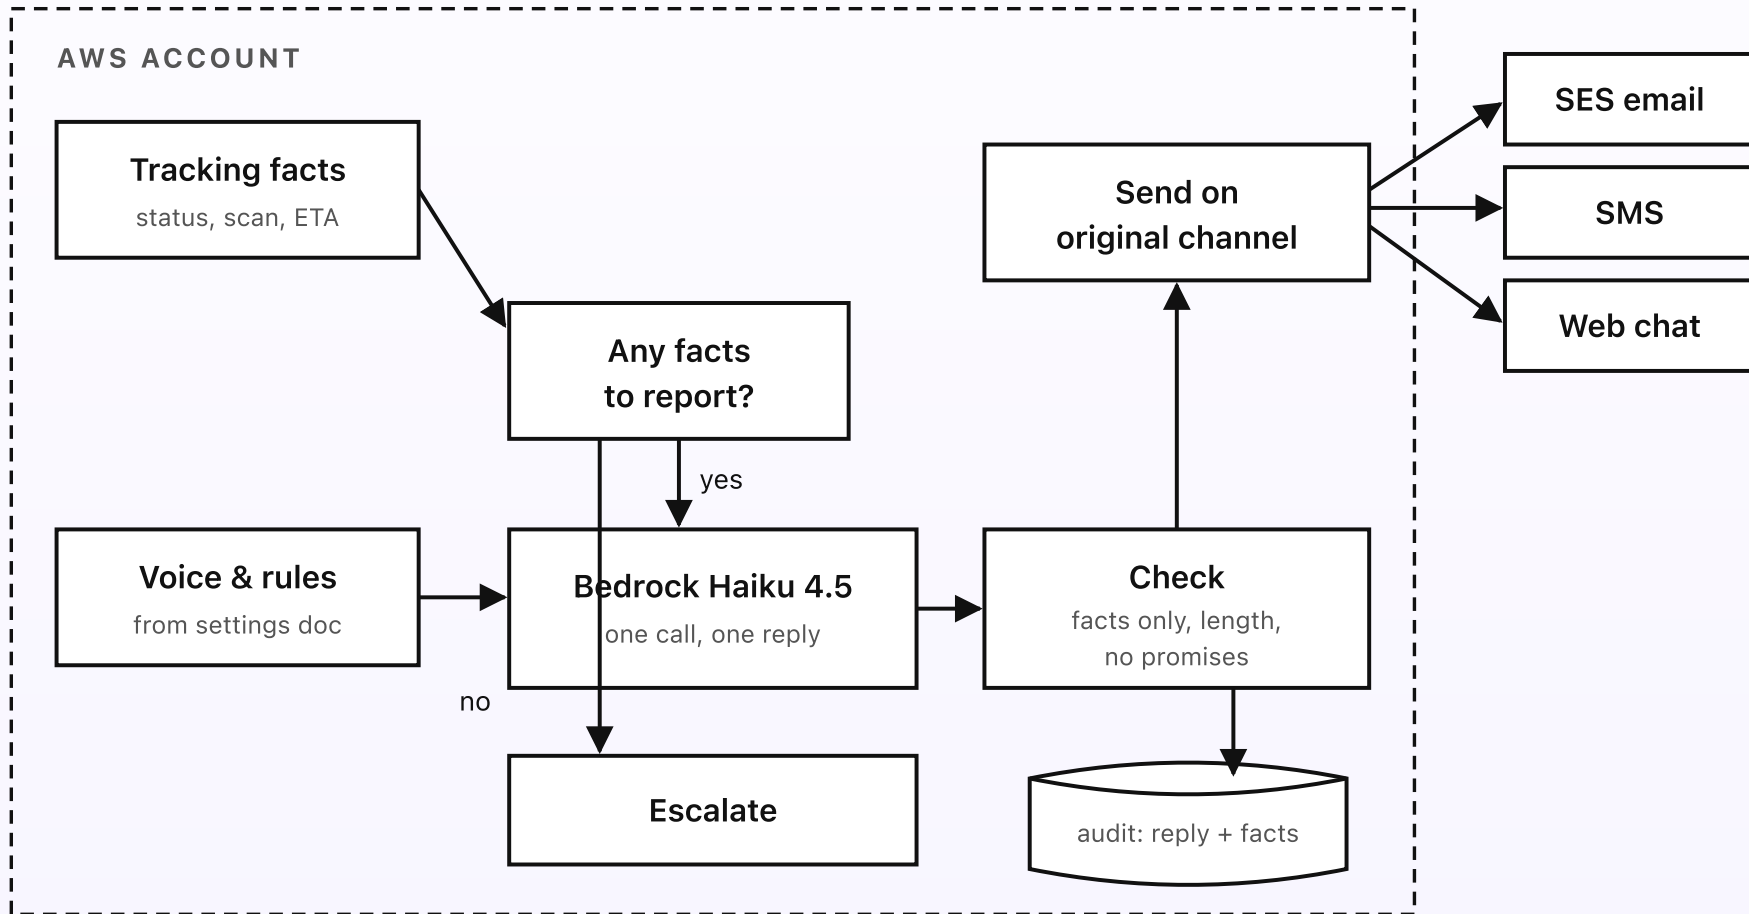 AWS ACCOUNT
Tracking facts
status, scan, ETA
Any facts
to report?
yes
Voice & rules
from settings doc
Bedrock Haiku 4.5
one call, one reply
no
Escalate
Send on
original channel
Check
facts only, length,
no promises
audit: reply + facts
SES email
SMS
Web chat